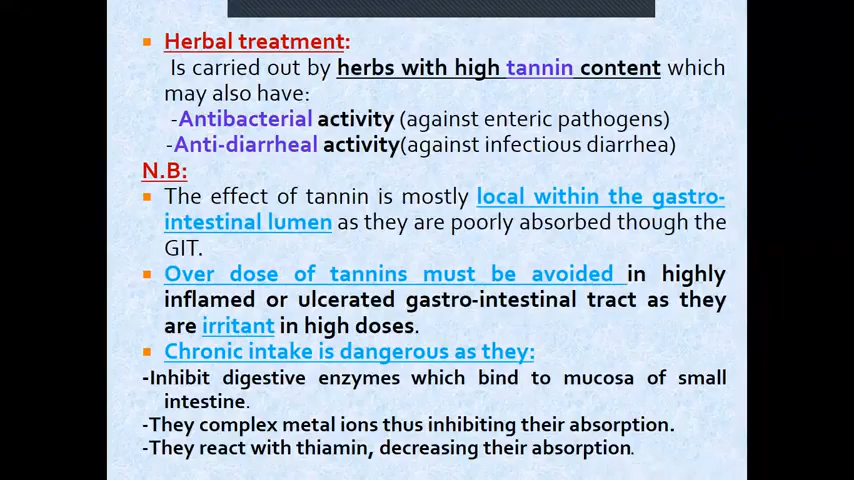 Herbal treatment:
Is carried out by herbs with high tannin content which
may also have:
-Antibacterial activity (against enteric pathogens)
-Anti-diarrheal activity(against infectious diarrhea)
N.B:
The effect of tannin is mostly local within the gastro-
intestinal lumen as they are poorly absorbed though the
GIT.
Over dose of tannins must be avoided in highly
inflamed or ulcerated gastro-intestinal tract as they
are irritant in high doses.
Chronic intake is dangerous as they:
-Inhibit digestive enzymes which bind to mucosa of small
intestine.
-They complex metal ions thus inhibiting their absorption.
-They react with thiamin, decreasing their absorption.